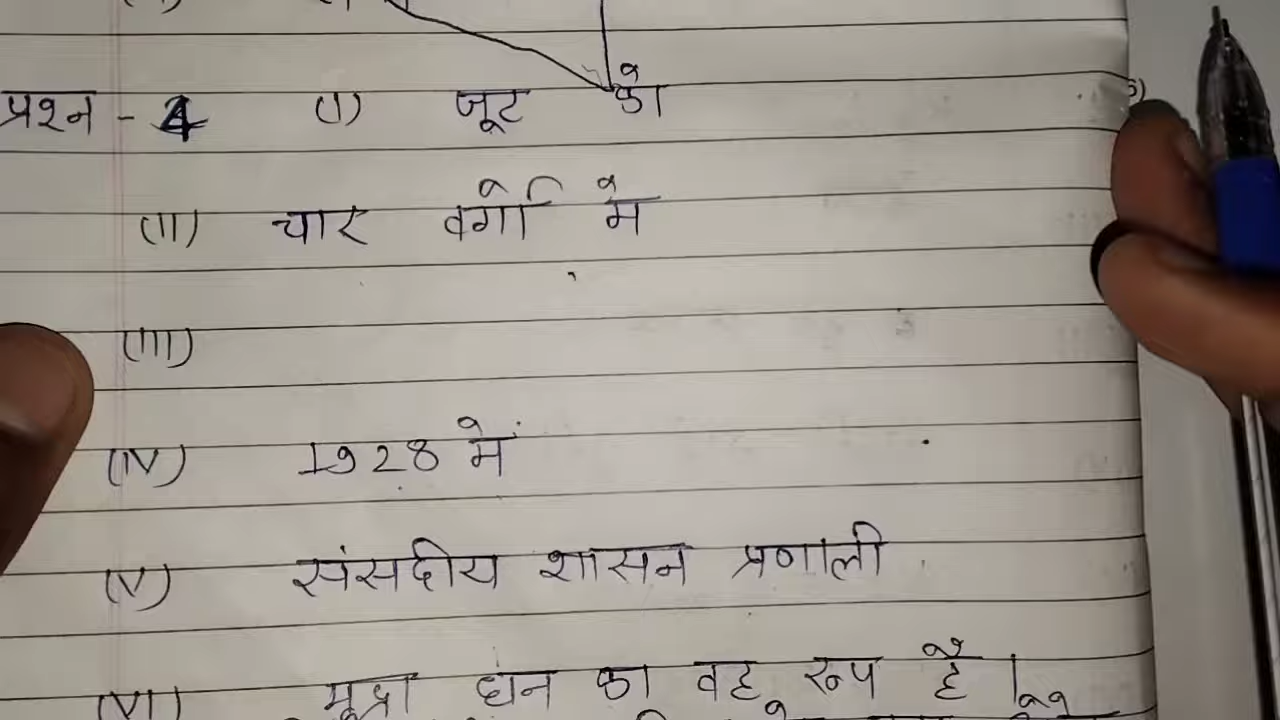 प्रश्न - 4 (I) जूट को
(II) चार वर्गो मे
(III)
(IV) 1928 में
(V) संसदीय शासन प्रणाली
(VI) मूद्रा धन का वह रूप है।